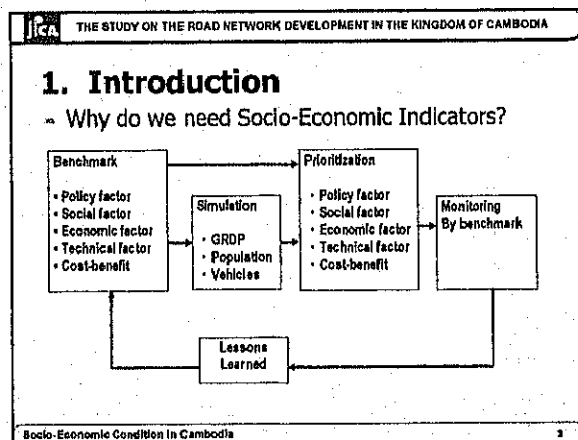 JICA THE STUDY ON THE ROAD NETWORK DEVELOPMENT IN THE KINGDOM OF CAMBODIA
1. Introduction
- Why do we need Socio-Economic Indicators?
Benchmark
• Policy factor
• Social factor
• Economic factor
• Technical factor
• Cost-benefit
Simulation
• GRDP
• Population
• Vehicles
Prioritization
• Policy factor
• Social factor
• Economic factor
• Technical factor
• Cost-benefit
Monitoring
By benchmark
Lessons
Learned
Socio-Economic Condition in Cambodia